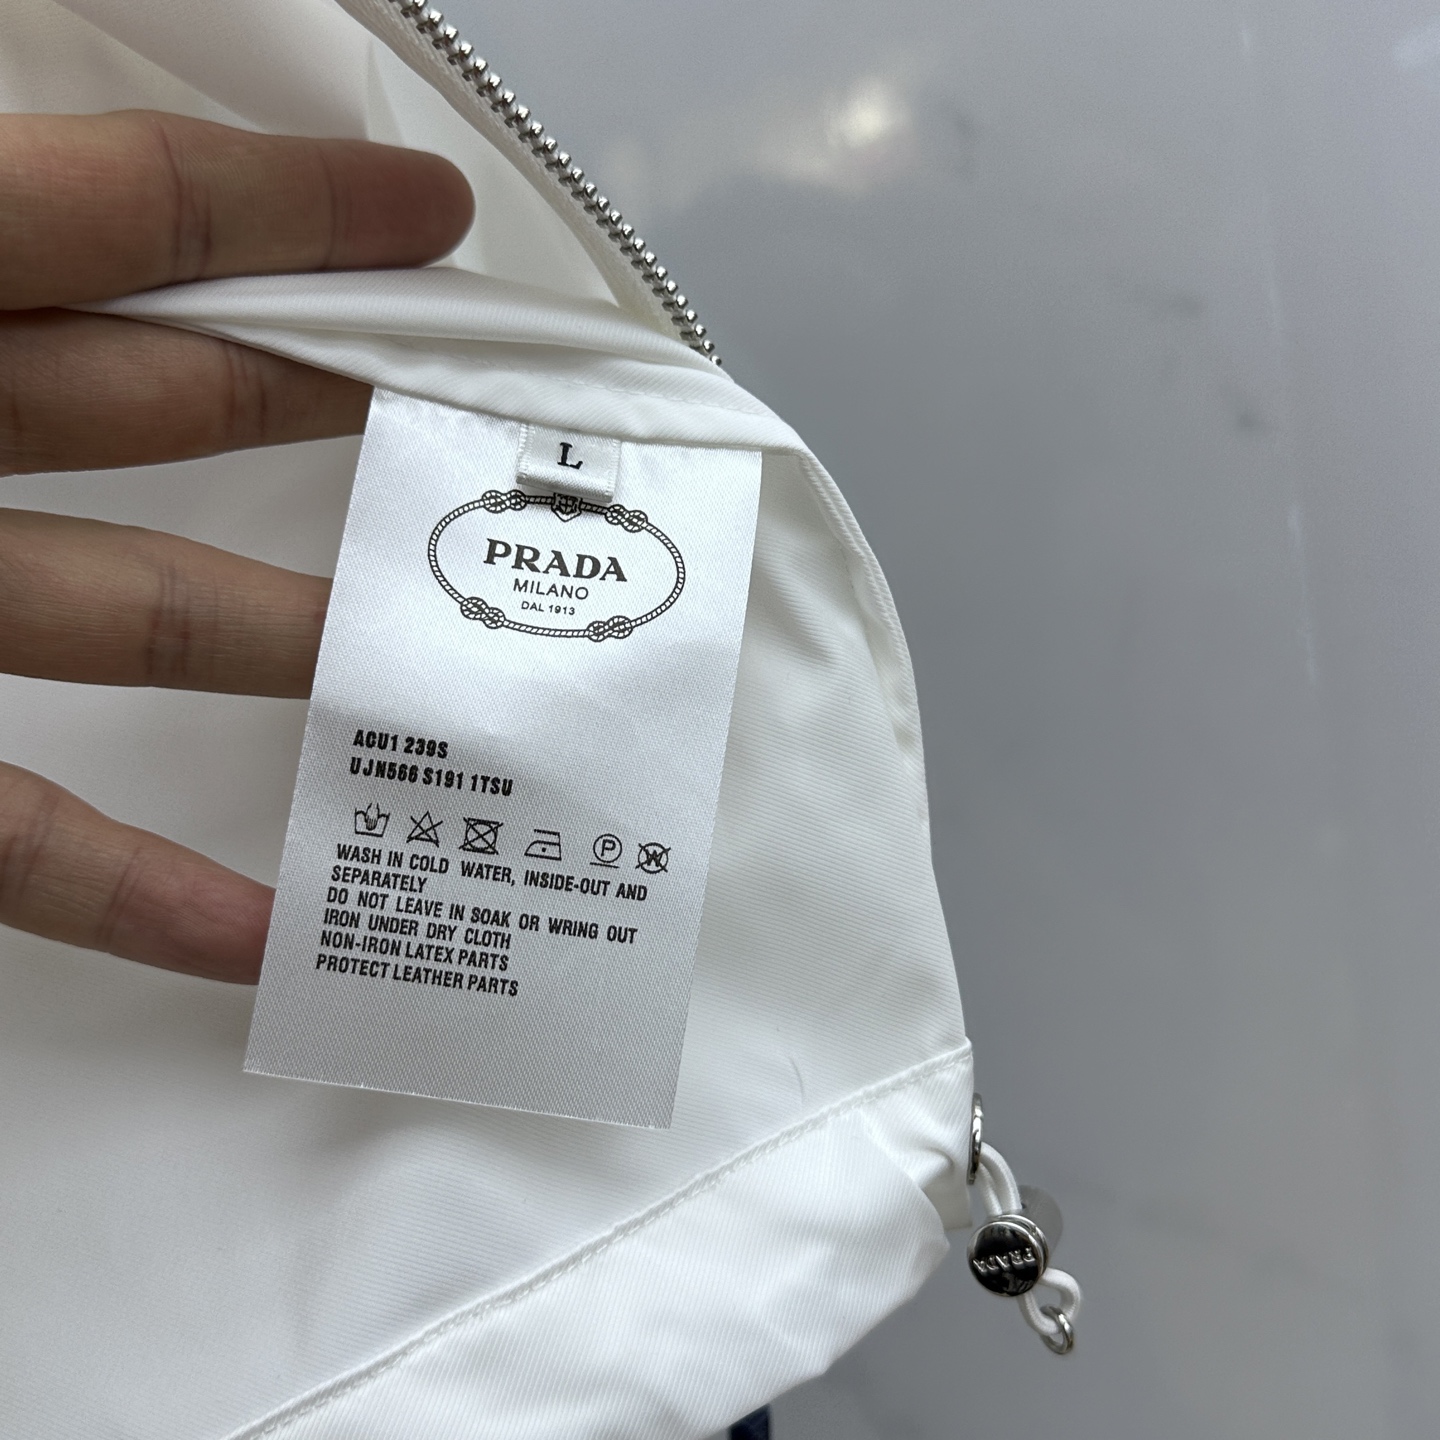 L
PRADA
MILANO
DAL 1913
ACU1 239S
UJN566 S191 1TSU
P
W
WASH IN COLD WATER, INSIDE-OUT AND
SEPARATELY
DO NOT LEAVE IN SOAK OR WRING OUT
IRON UNDER DRY CLOTH
NON-IRON LATEX PARTS
PROTECT LEATHER PARTS
PRADA